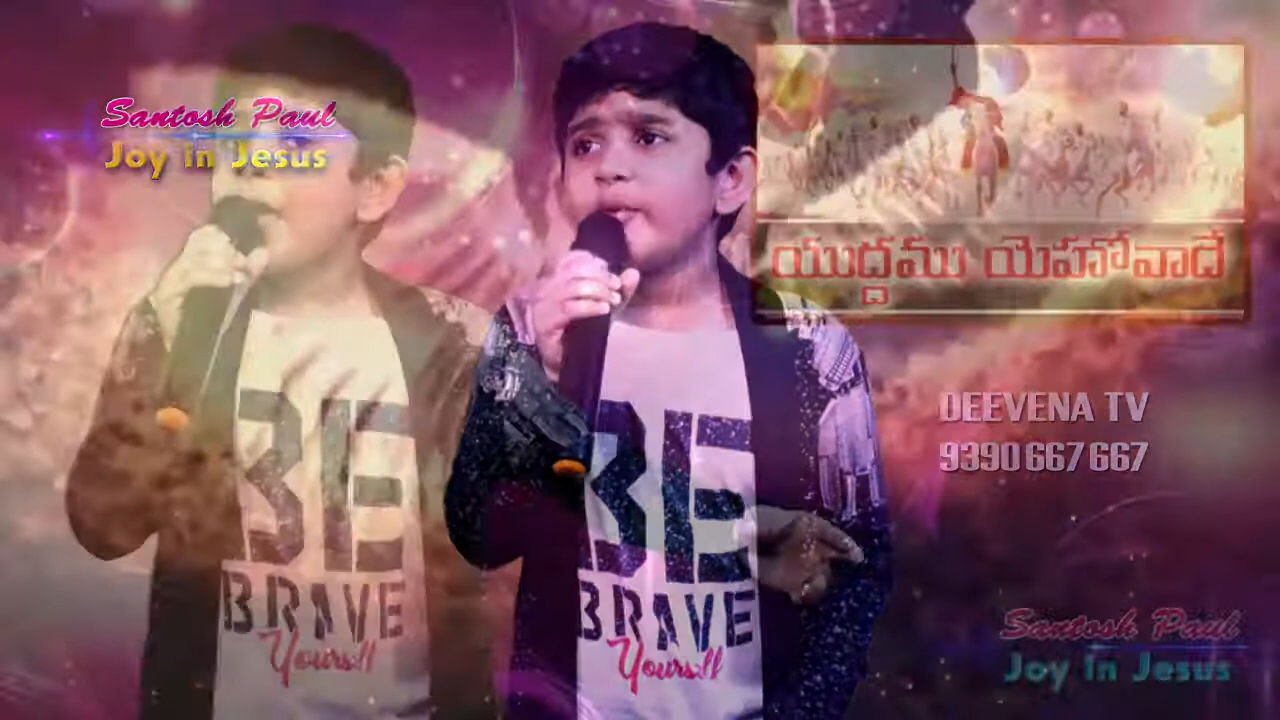 Santosh Paul
Joy in Jesus
యుద్ధము యెహోవాదే
DEEVENA TV
9390 667 667
BE
BRAVE
Yourself
BE
BRAVE
Yourself
Santosh Paul
Joy in Jesus